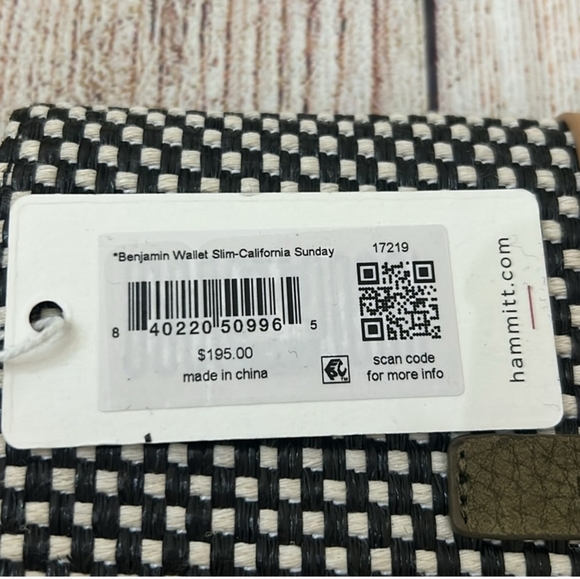 *Benjamin Wallet Slim-California Sunday
17219
8 40220 50996 5
$195.00
made in china
scan code
for more info
hammitt.com